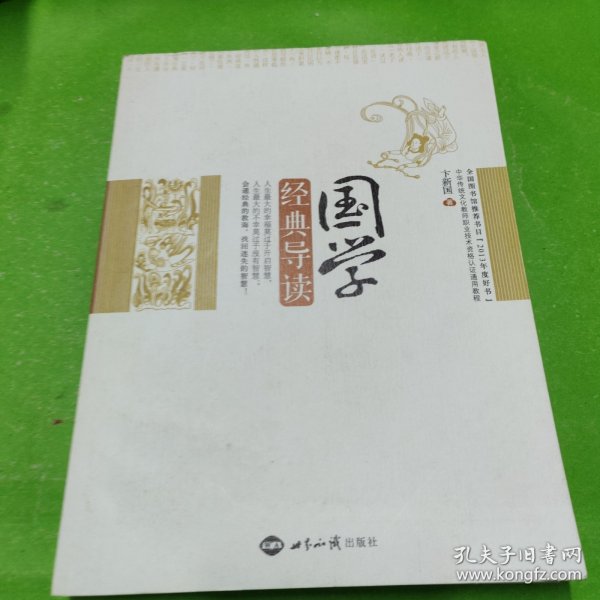 国学
经典导读
卞新国 著
全国图书馆推荐书目『2013年度好书』
中华传统文化教师职业技术资格认证通用教程
人生最大的幸福莫过于开启智慧，
人生最大的不幸莫过于没有智慧；
会通经典的教诲，找回迷失的智慧！
世界知识出版社
孔夫子旧书网
www.kongfz.com